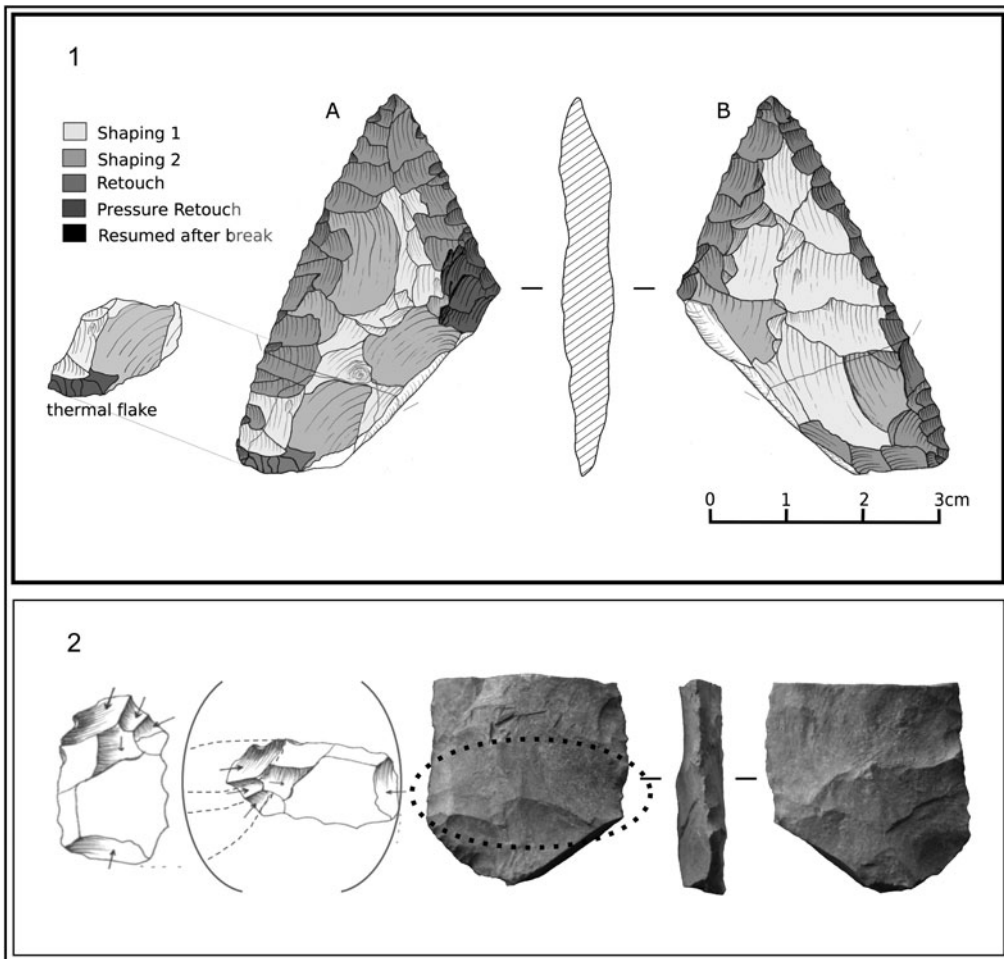 1
A
B
Shaping 1
Shaping 2
Retouch
Pressure Retouch
Resumed after break
thermal flake
0 1 2 3cm
2